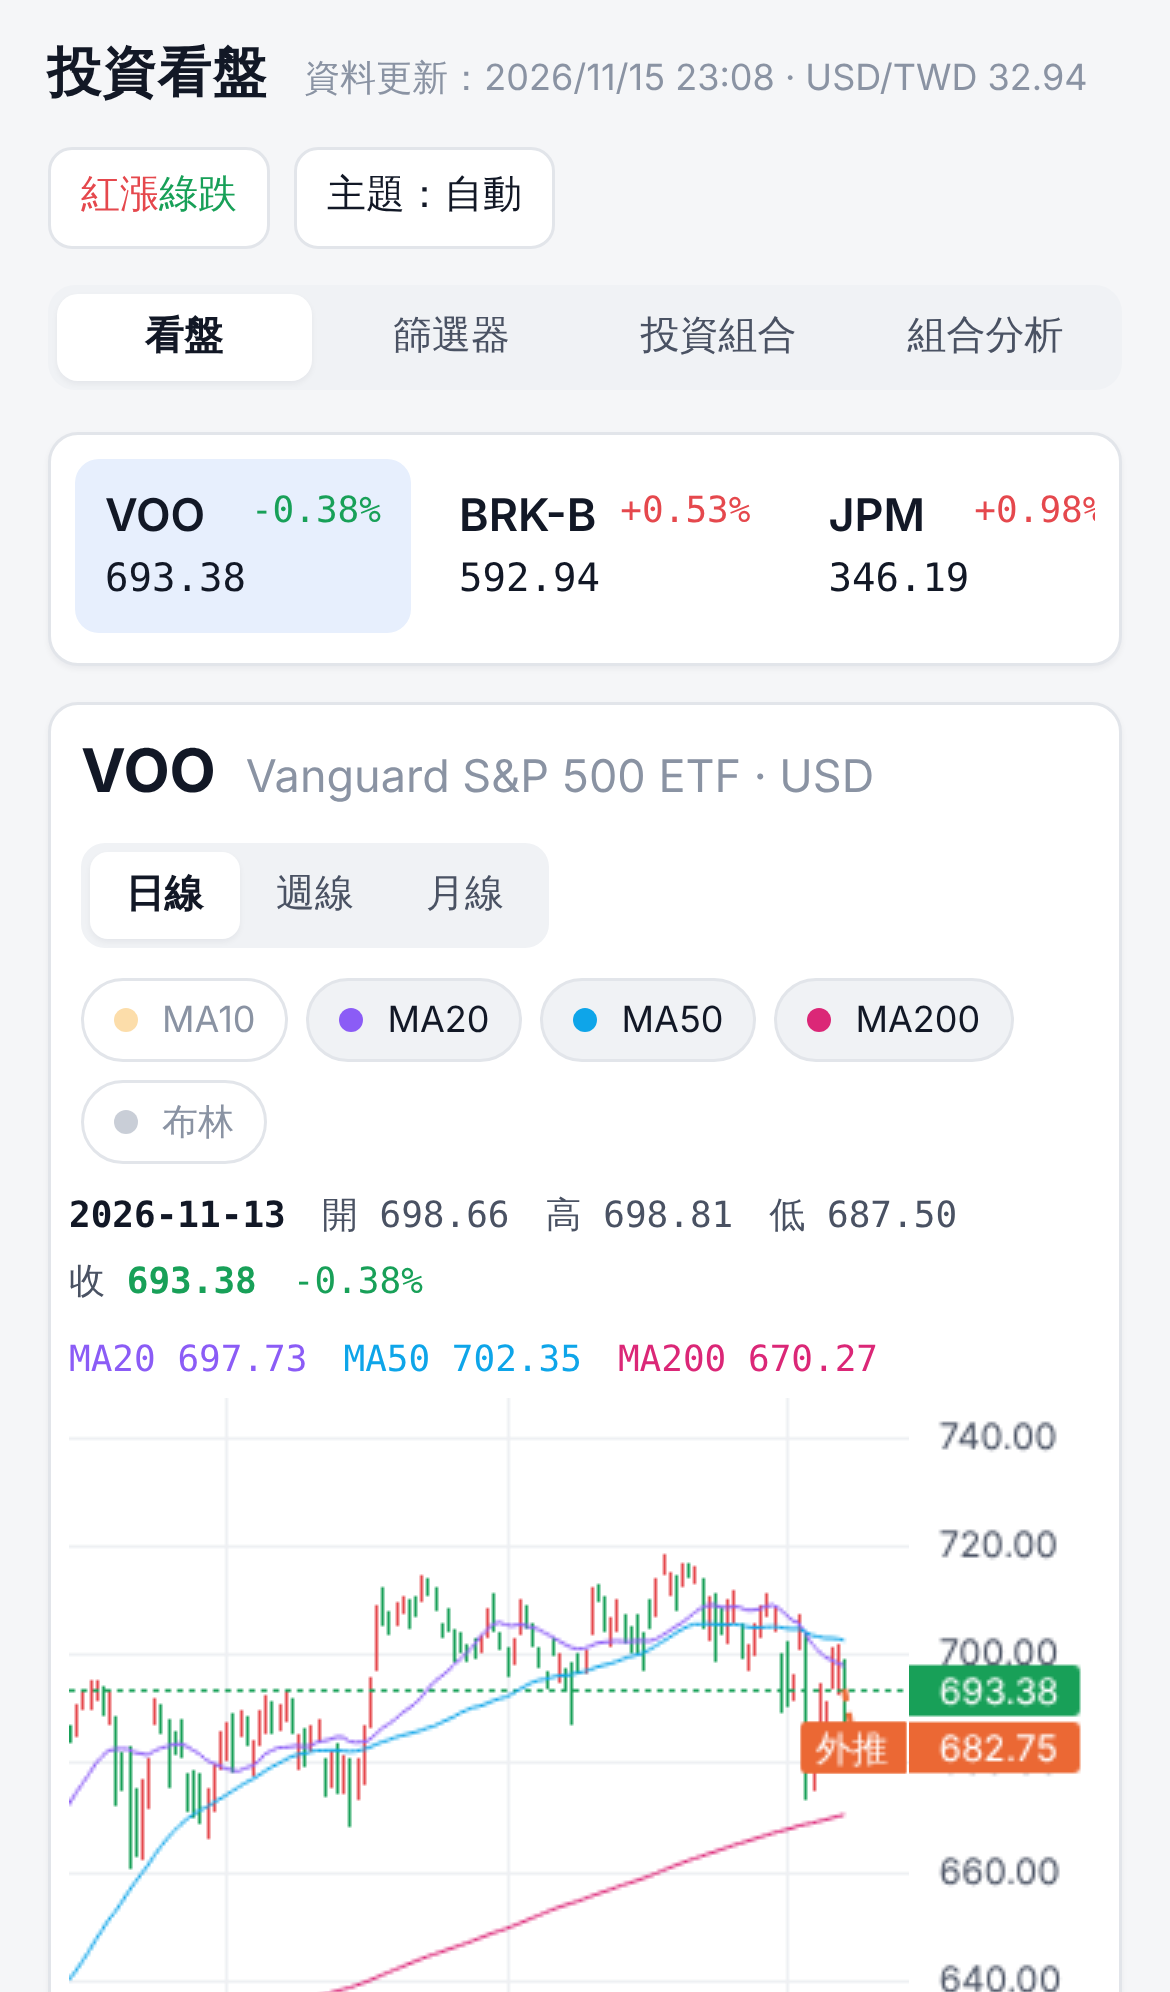 投資看盤 資料更新：2026/11/15 23:08 · USD/TWD 32.94
紅漲綠跌 主題：自動
看盤 篩選器 投資組合 組合分析
VOO -0.38% BRK-B +0.53% JPM +0.98%
693.38 592.94 346.19
VOO Vanguard S&P 500 ETF · USD
日線 週線 月線
MA10 MA20 MA50 MA200
布林
2026-11-13 開 698.66 高 698.81 低 687.50
收 693.38 -0.38%
MA20 697.73 MA50 702.35 MA200 670.27
740.00
720.00
700.00
693.38
外推 682.75
660.00
640.00